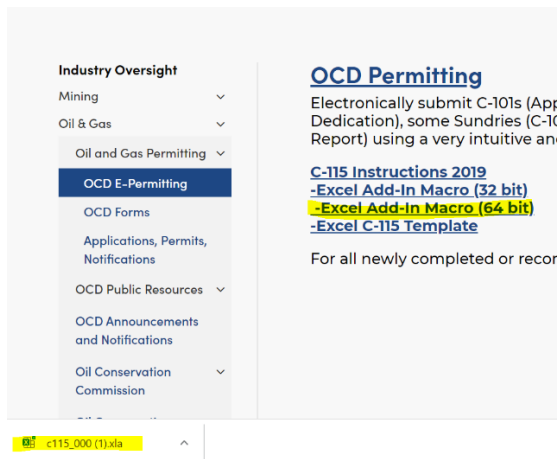 Industry Oversight
Mining
Oil & Gas
Oil and Gas Permitting
OCD E-Permitting
OCD Forms
Applications, Permits,
Notifications
OCD Public Resources
OCD Announcements
and Notifications
Oil Conservation
Commission
OCD Permitting
Electronically submit C-101s (App
Dedication), some Sundries (C-10
Report) using a very intuitive an
C-115 Instructions 2019
-Excel Add-In Macro (32 bit)
-Excel Add-In Macro (64 bit)
-Excel C-115 Template
For all newly completed or recon
c115_000 (1).xla